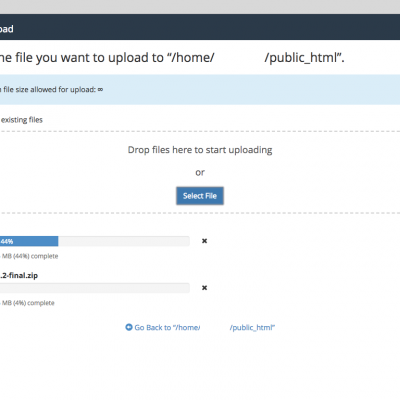 oad
he file you want to upload to “/home/ /public_html”.
file size allowed for upload: ∞
existing files
Drop files here to start uploading
or
Select File
44%
MB (44%) complete
.2-final.zip
MB (4%) complete
Go Back to “/home/ /public_html”